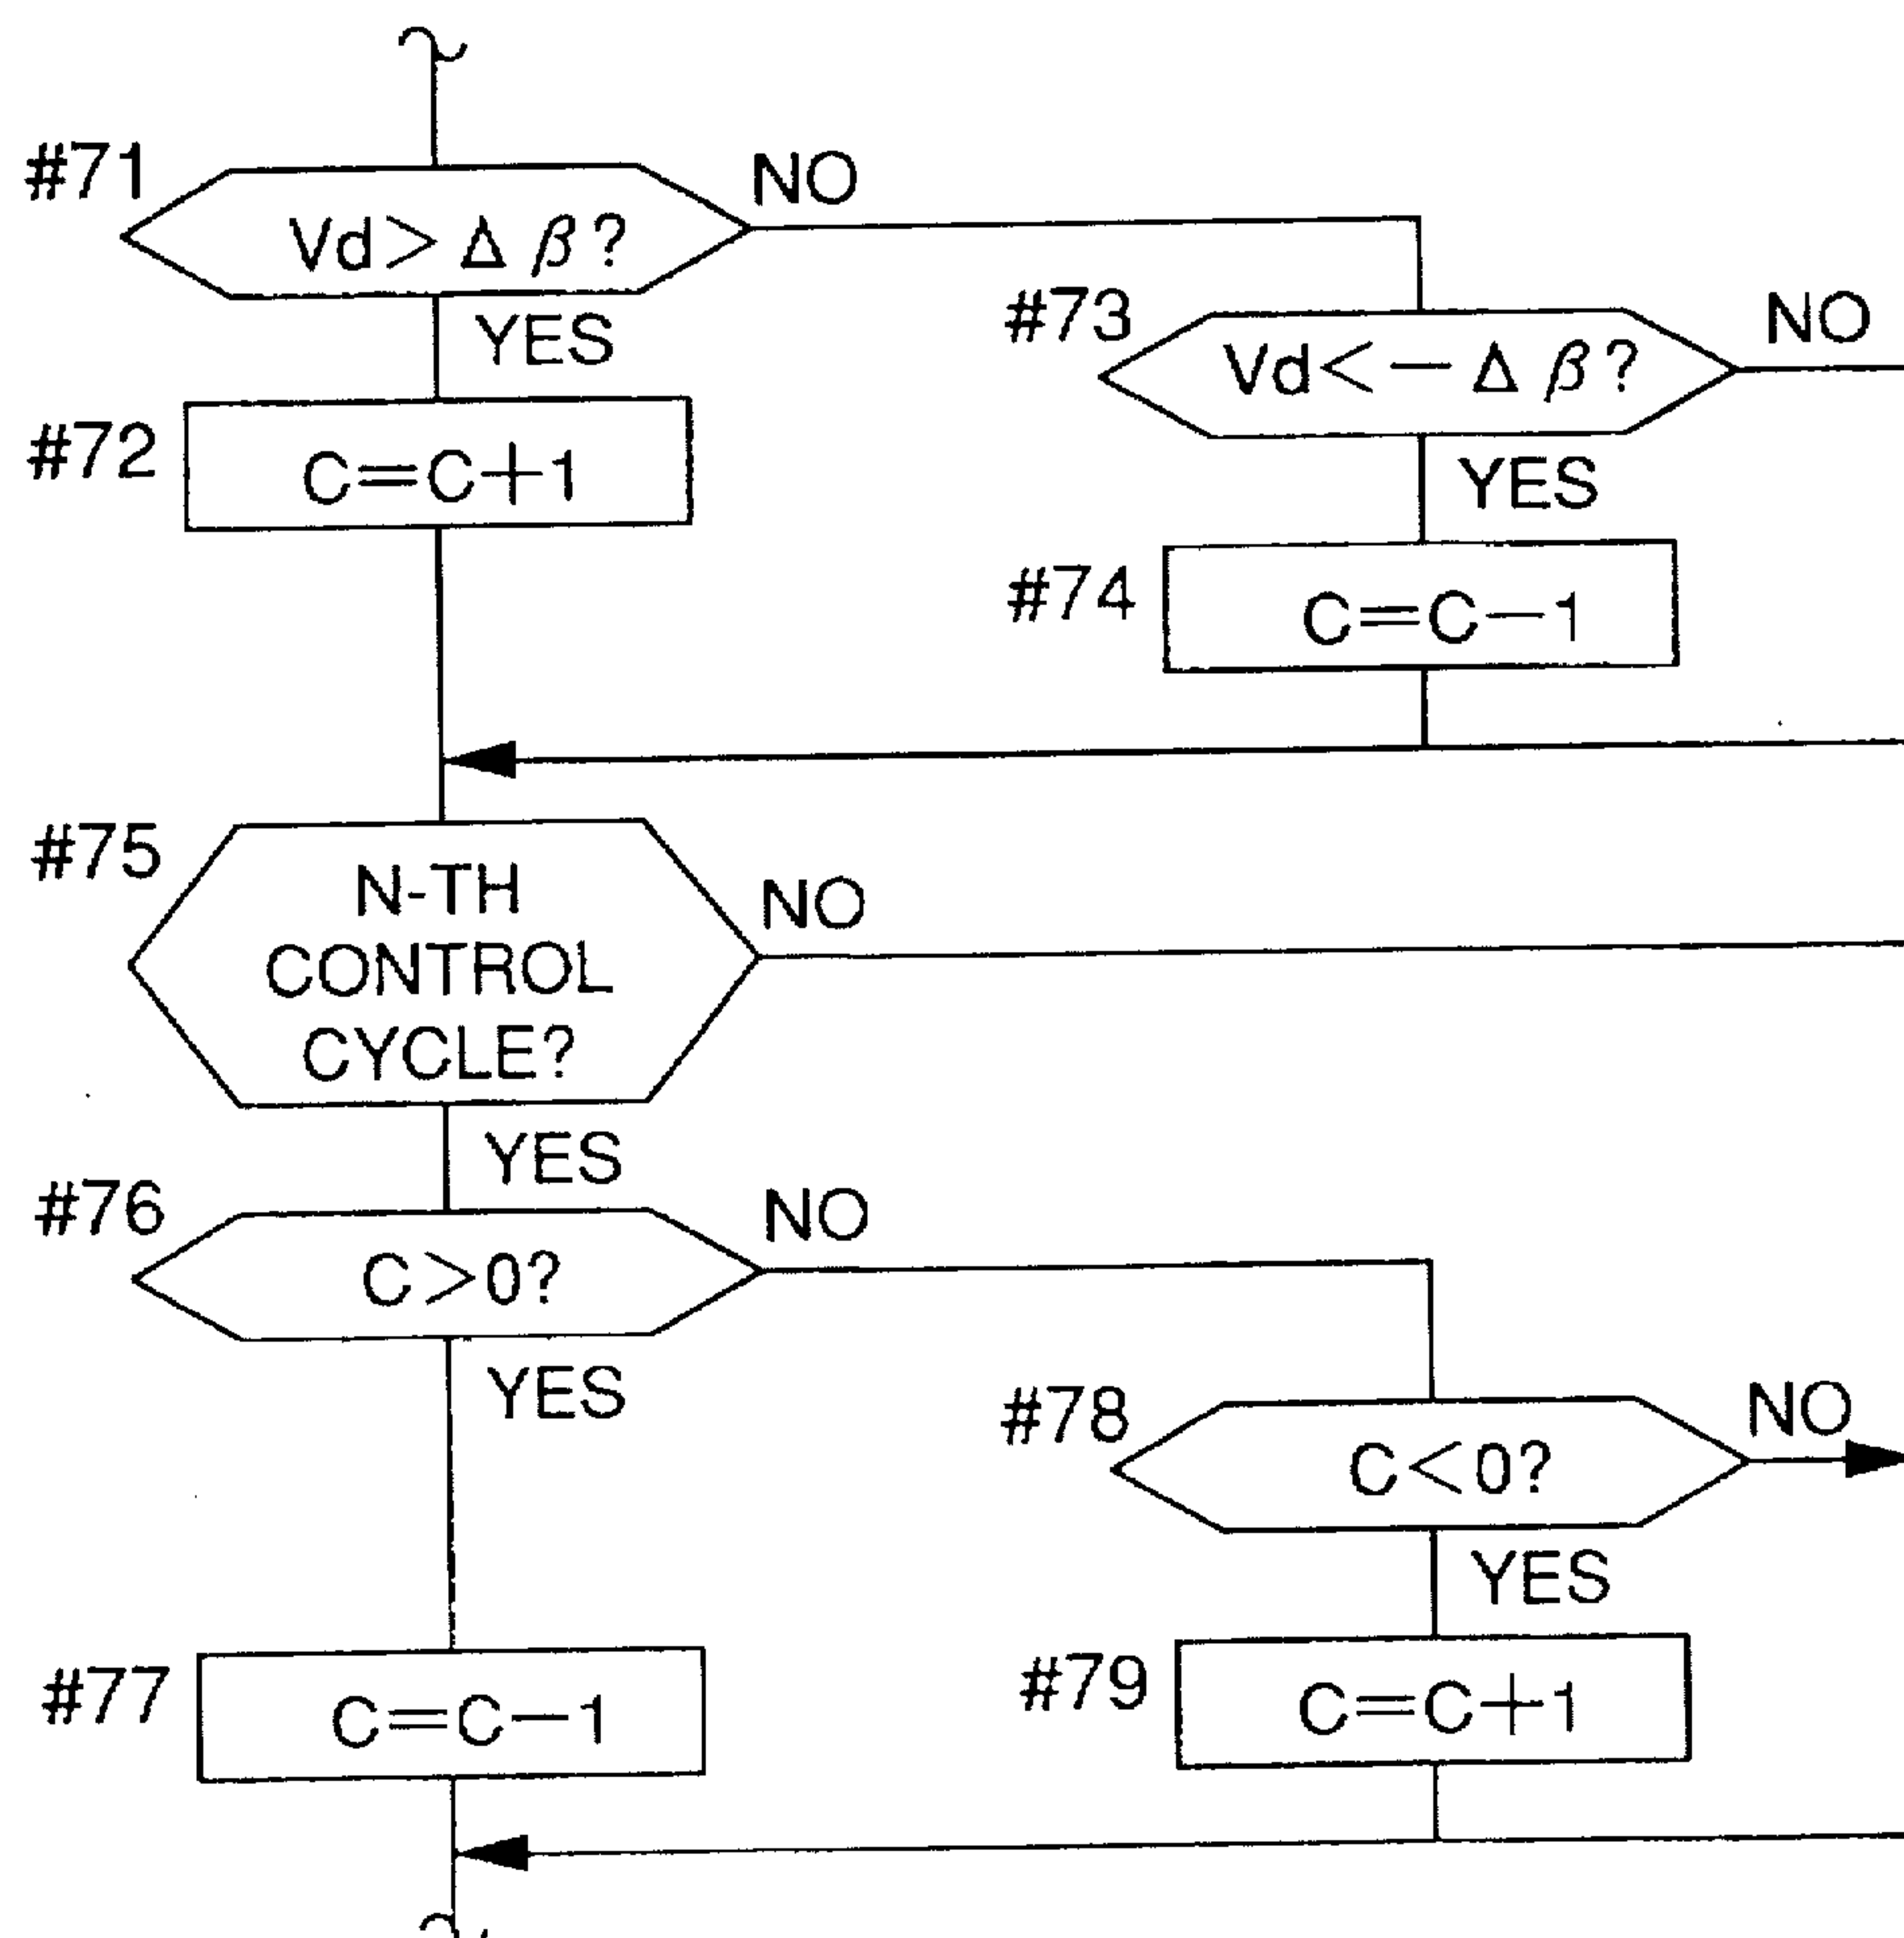 #71
Vd>Δβ?
NO
YES
#73
Vd<-Δβ?
NO
YES
#72
C=C+1
#74
C=C-1
#75
N-TH
CONTROL
CYCLE?
NO
YES
#76
C>0?
NO
YES
#78
C<0?
NO
YES
#77
C=C-1
#79
C=C+1